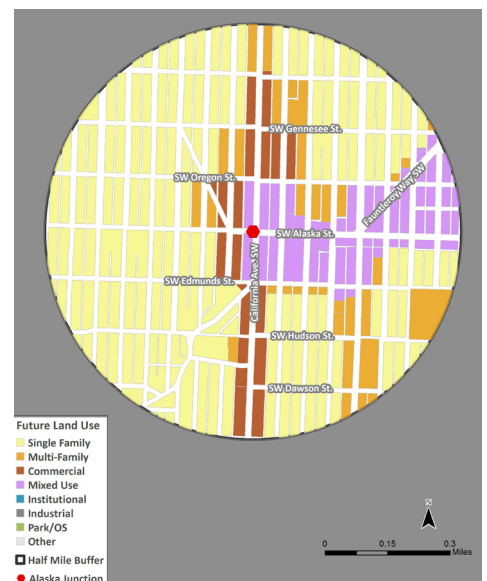 SW Gennesee St.
SW Oregon St.
Fauntleroy Way SW
SW Alaska St.
California Ave. SW
SW Edmunds St.
SW Hudson St.
SW Dawson St.
Future Land Use
Single Family
Multi-Family
Commercial
Mixed Use
Institutional
Industrial
Park/OS
Other
Half Mile Buffer
Alaska Junction
N
0 0.15 0.3
Miles